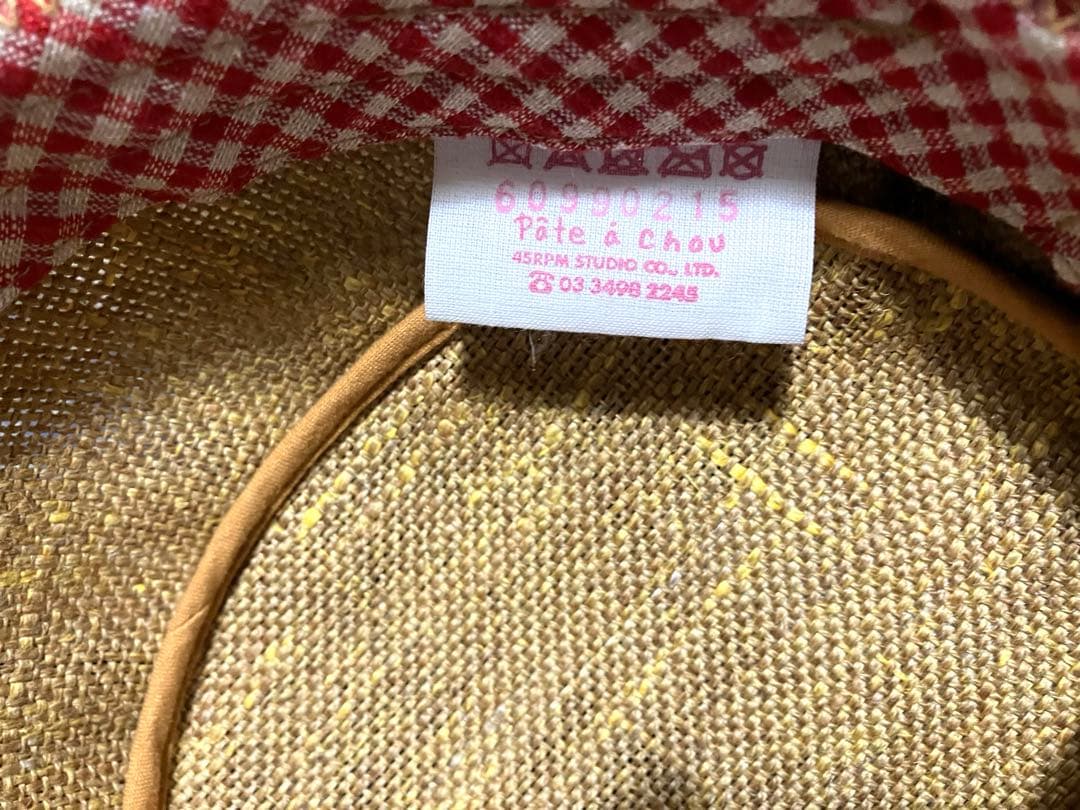 60990215
Pâte á Chou
45RPM STUDIO CO., LTD.
☎ 03 3498 2245